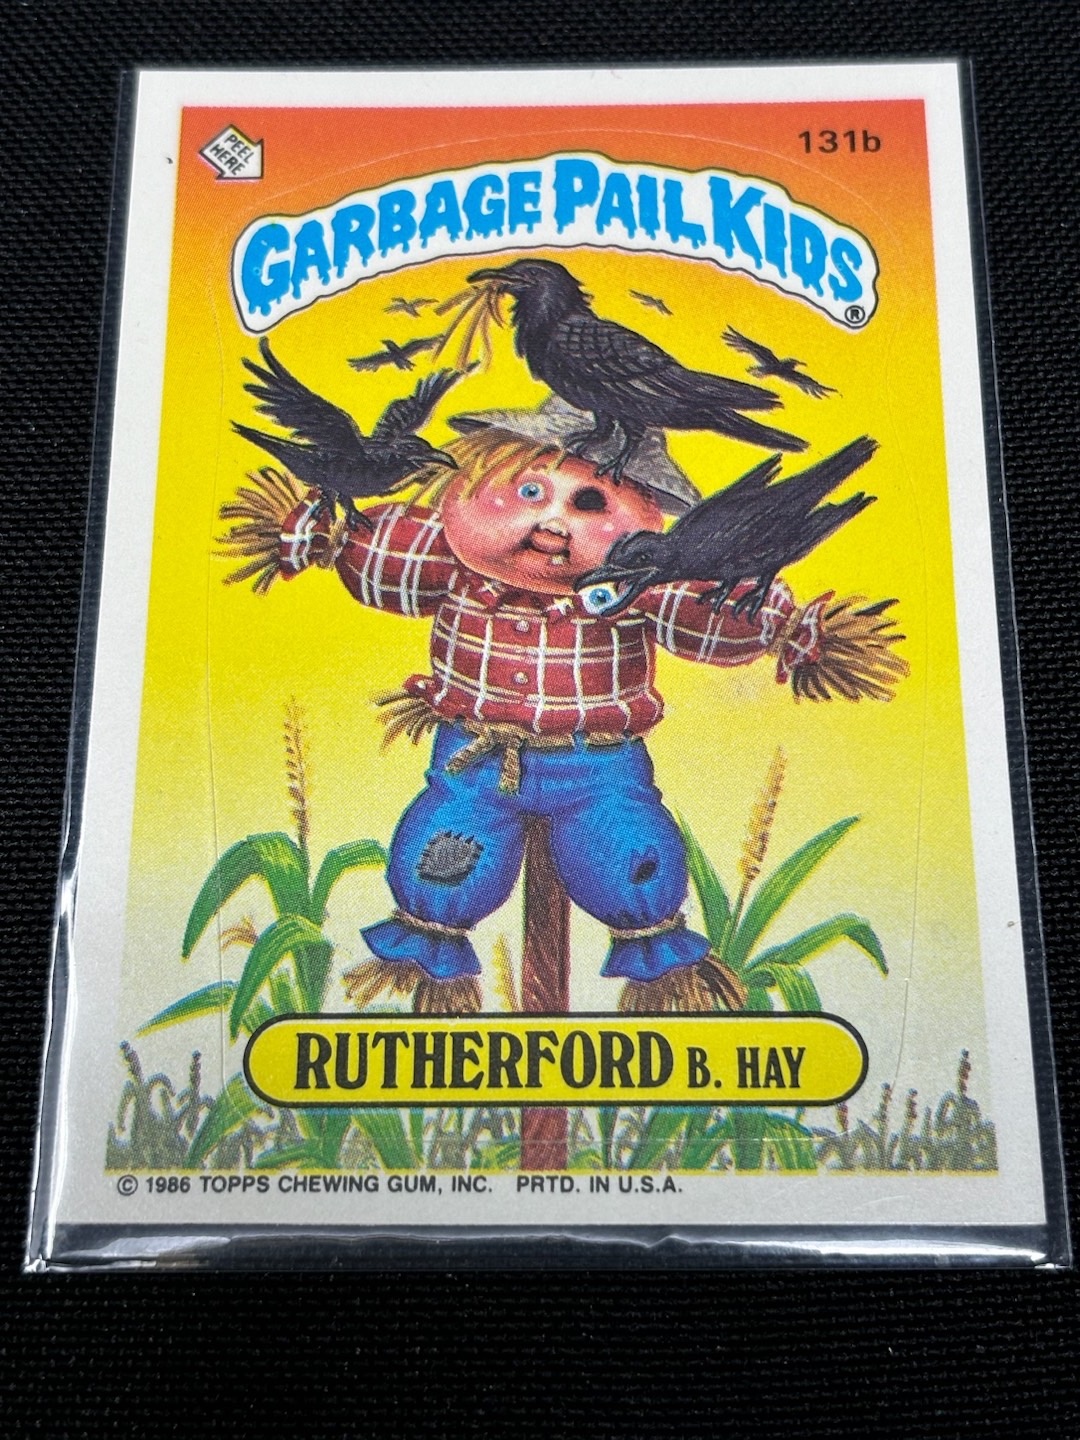 PEEL
HERE
131b
GARBAGE PAIL KIDS
®
RUTHERFORD B. HAY
© 1986 TOPPS CHEWING GUM, INC. PRTD. IN U.S.A.